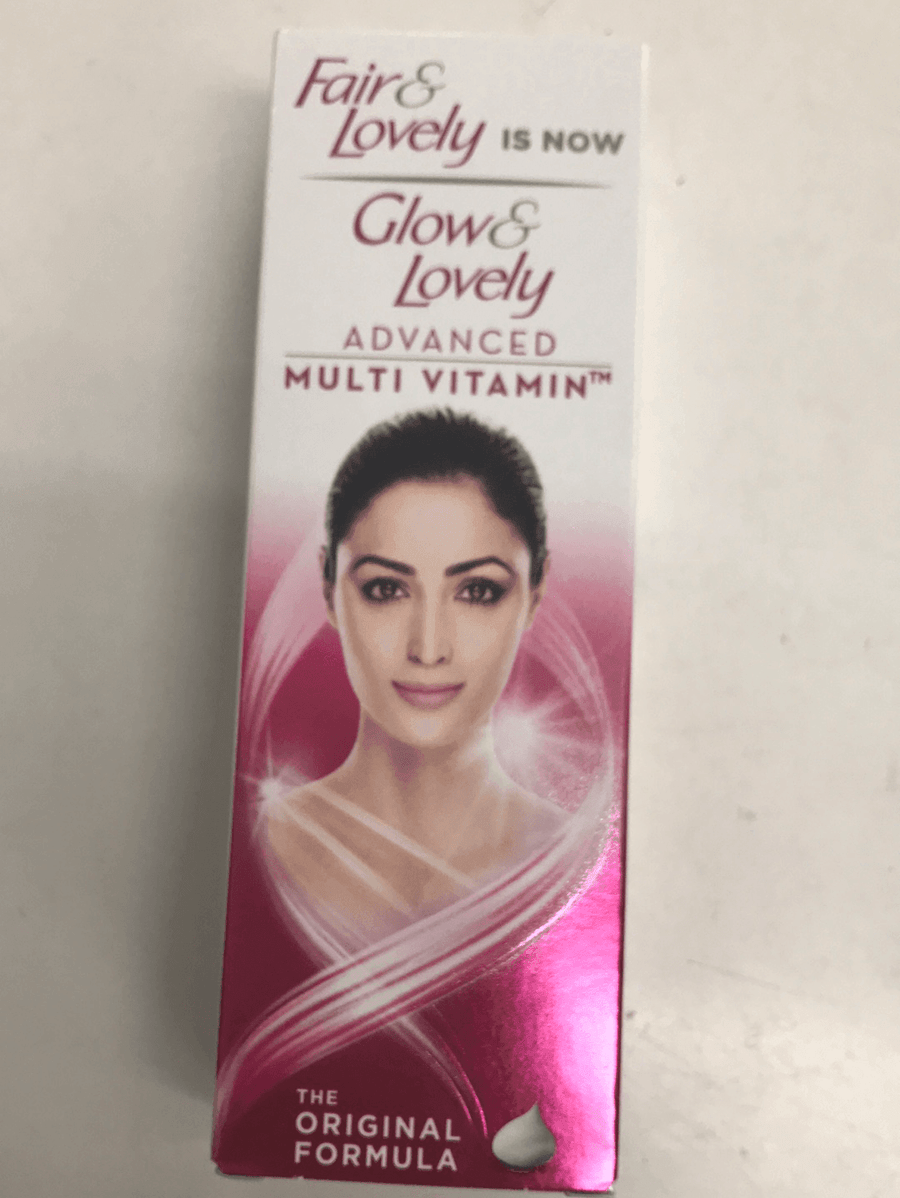 Fair &
Lovely IS NOW
Glow &
Lovely
ADVANCED
MULTI VITAMIN™
THE
ORIGINAL
FORMULA